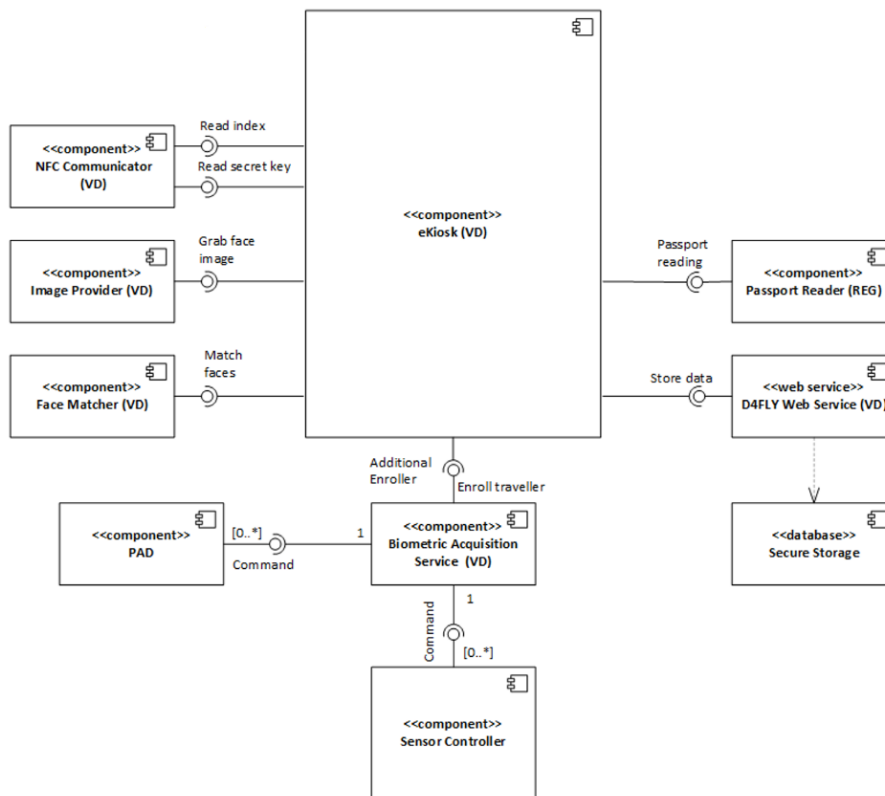 <<component>>
eKiosk (VD)
Read index
Read secret key
<<component>>
NFC Communicator
(VD)
Grab face
image
<<component>>
Image Provider (VD)
Match
faces
<<component>>
Face Matcher (VD)
Passport
reading
<<component>>
Passport Reader (REG)
Store data
<<web service>>
D4FLY Web Service (VD)
Additional
Enroller
Enroll traveller
<<component>>
PAD
[0..*]
Command
1
<<component>>
Biometric Acquisition
Service (VD)
<<database>>
Secure Storage
1
Command
[0..*]
<<component>>
Sensor Controller